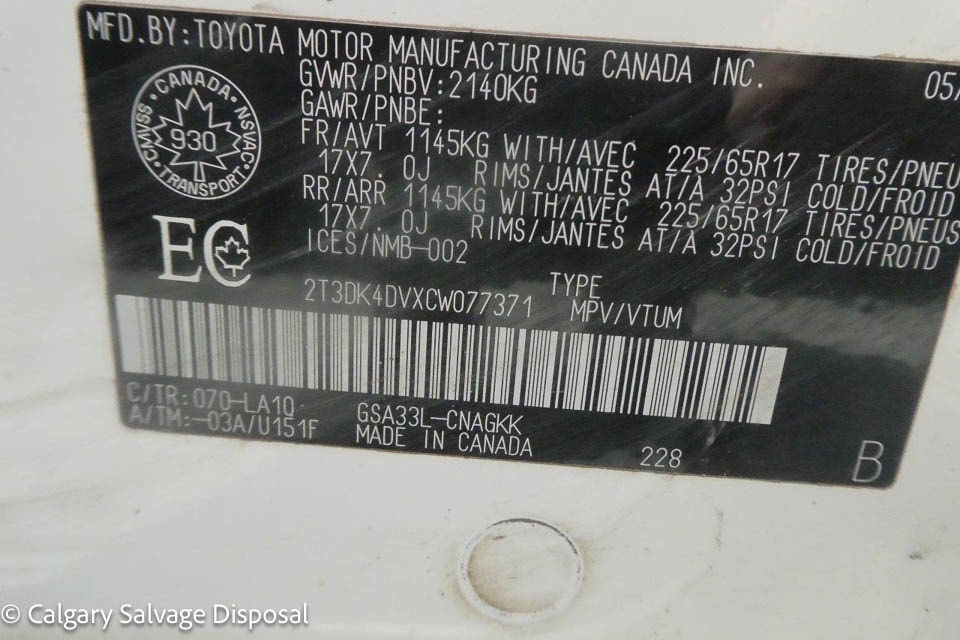 MFD.BY:TOYOTA MOTOR MANUFACTURING CANADA INC. 05/
GVWR/PNBV:2140KG
GAWR/PNBE:
FR/AVT 1145KG WITH/AVEC 225/65R17 TIRES/PNEU
17X7.0J RIMS/JANTES AT/A 32PSI COLD/FROID
RR/ARR 1145KG WITH/AVEC 225/65R17 TIRES/PNEUS
17X7.0J RIMS/JANTES AT/A 32PSI COLD/FROID
ICES/NMB-002
CANADA
CMVSS 930 NSVAC
TRANSPORT
EC
2T3DK4DVXCW077371 TYPE
MPV/VTUM
C/TR:070-LA10
A/TM:-03A/U151F
GSA33L-CNAGKK
MADE IN CANADA
228
B
© Calgary Salvage Disposal